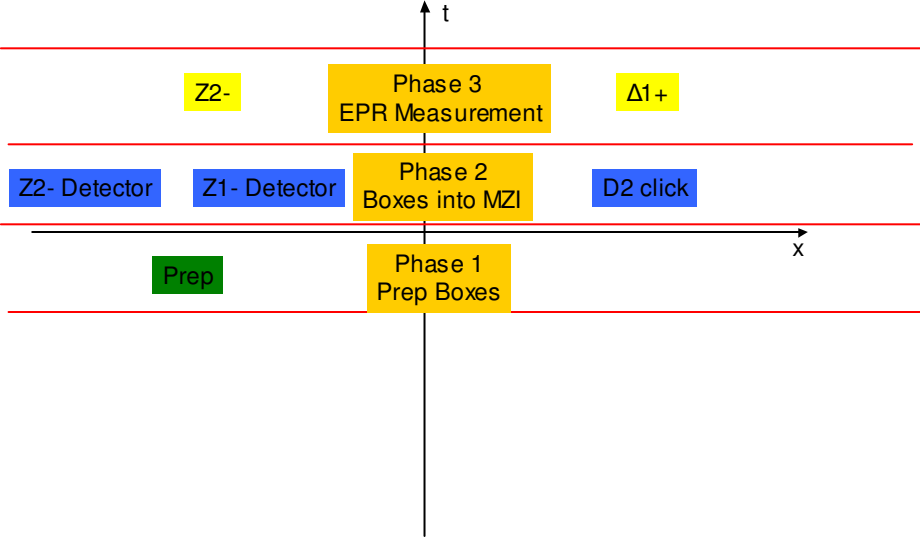 t
Phase 3
EPR Measurement
Z2-
Δ1+
Phase 2
Boxes into MZI
Z2- Detector
Z1- Detector
D2 click
x
Phase 1
Prep Boxes
Prep